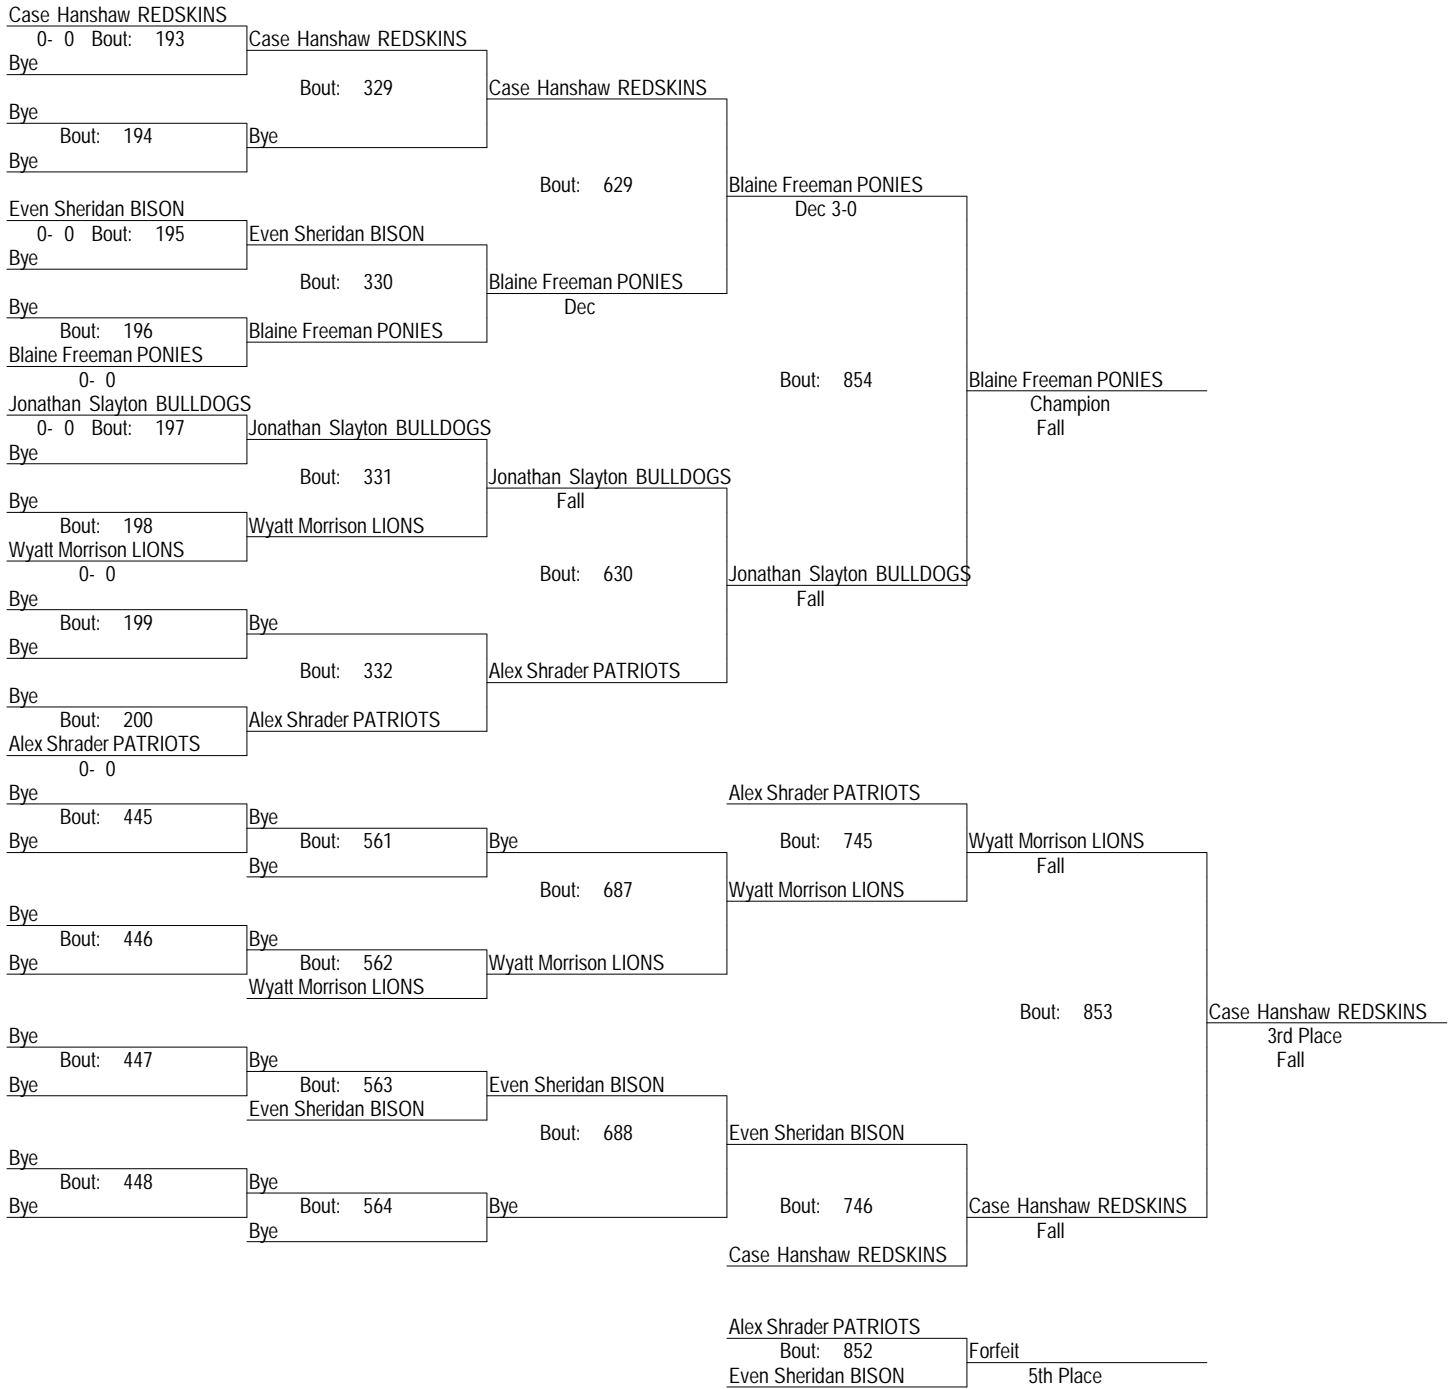 Case Hanshaw REDSKINS
0- 0 Bout: 193 Case Hanshaw REDSKINS
Bye
Bout: 329 Case Hanshaw REDSKINS
Bye
Bout: 194 Bye
Bye
Bout: 629 Blaine Freeman PONIES
Even Sheridan BISON Dec 3-0
0- 0 Bout: 195 Even Sheridan BISON
Bye
Bout: 330 Blaine Freeman PONIES
Bye Dec
Bout: 196 Blaine Freeman PONIES
Blaine Freeman PONIES
0- 0 Bout: 854 Blaine Freeman PONIES
Jonathan Slayton BULLDOGS Champion
0- 0 Bout: 197 Jonathan Slayton BULLDOGS Fall
Bye
Bout: 331 Jonathan Slayton BULLDOGS
Bye Fall
Bout: 198 Wyatt Morrison LIONS
Wyatt Morrison LIONS
0- 0 Bout: 630 Jonathan Slayton BULLDOGS
Bye Fall
Bout: 199 Bye
Bye
Bout: 332 Alex Shrader PATRIOTS
Bye
Bout: 200 Alex Shrader PATRIOTS
Alex Shrader PATRIOTS
0- 0
Bye Alex Shrader PATRIOTS
Bout: 445 Bye
Bye Bout: 561 Bye Bout: 745 Wyatt Morrison LIONS
Bye Fall
Bout: 687 Wyatt Morrison LIONS
Bye
Bout: 446 Bye
Bye Bout: 562 Wyatt Morrison LIONS
Wyatt Morrison LIONS
Bout: 853 Case Hanshaw REDSKINS
Bye 3rd Place
Bout: 447 Bye Fall
Bye Bout: 563 Even Sheridan BISON
Even Sheridan BISON
Bout: 688 Even Sheridan BISON
Bye
Bout: 448 Bye
Bye Bout: 564 Bye Bout: 746 Case Hanshaw REDSKINS
Bye Fall
Case Hanshaw REDSKINS
Alex Shrader PATRIOTS
Bout: 852 Forfeit
Even Sheridan BISON 5th Place